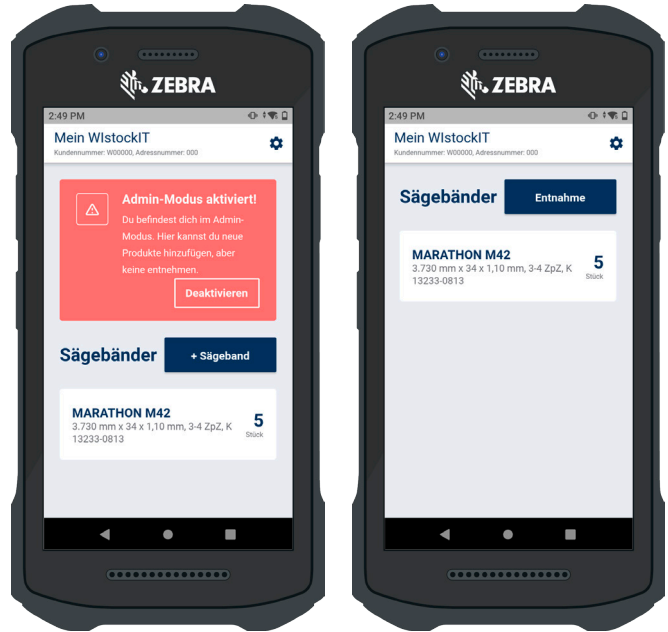 ZEBRA
2:49 PM
Mein WIstockIT
Kundennummer: W00000, Adressnummer: 000
Admin-Modus aktiviert!
Du befindest dich im Admin-
Modus. Hier kannst du neue
Produkte hinzufügen, aber
keine entnehmen.
Deaktivieren
Sägebänder
+ Sägeband
MARATHON M42
3.730 mm x 34 x 1,10 mm, 3-4 ZpZ, K
13233-0813
5
Stück
ZEBRA
2:49 PM
Mein WIstockIT
Kundennummer: W00000, Adressnummer: 000
Sägebänder
Entnahme
MARATHON M42
3.730 mm x 34 x 1,10 mm, 3-4 ZpZ, K
13233-0813
5
Stück